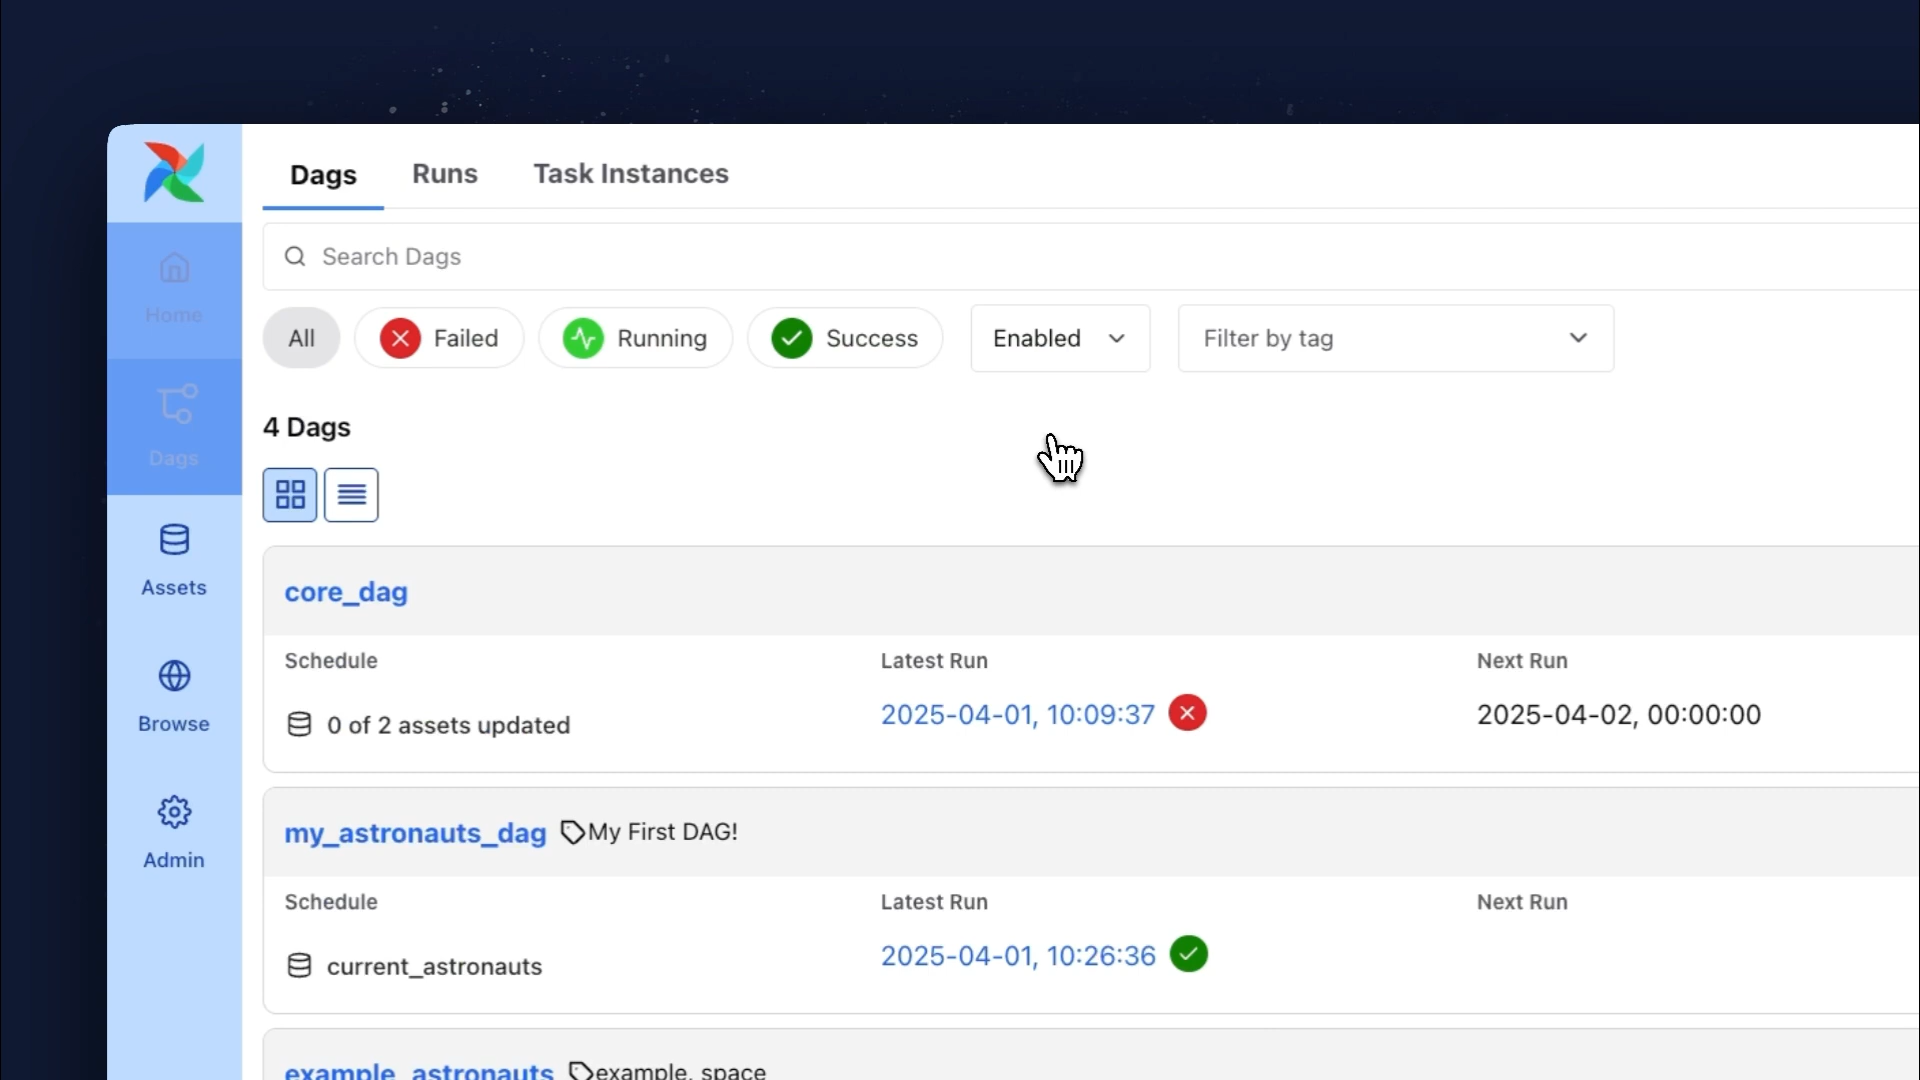 Dags Runs Task Instances
Search Dags
All Failed Running Success Enabled Filter by tag
Home
Dags
Assets
Browse
Admin
4 Dags
core_dag
Schedule Latest Run Next Run
0 of 2 assets updated 2025-04-01, 10:09:37 2025-04-02, 00:00:00
my_astronauts_dag My First DAG!
Schedule Latest Run Next Run
current_astronauts 2025-04-01, 10:26:36
example_astronauts example, space